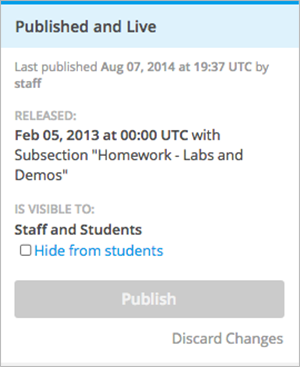 Published and Live
Last published Aug 07, 2014 at 19:37 UTC by
staff
RELEASED:
Feb 05, 2013 at 00:00 UTC with
Subsection "Homework - Labs and
Demos"
IS VISIBLE TO:
Staff and Students
Hide from students
Publish
Discard Changes